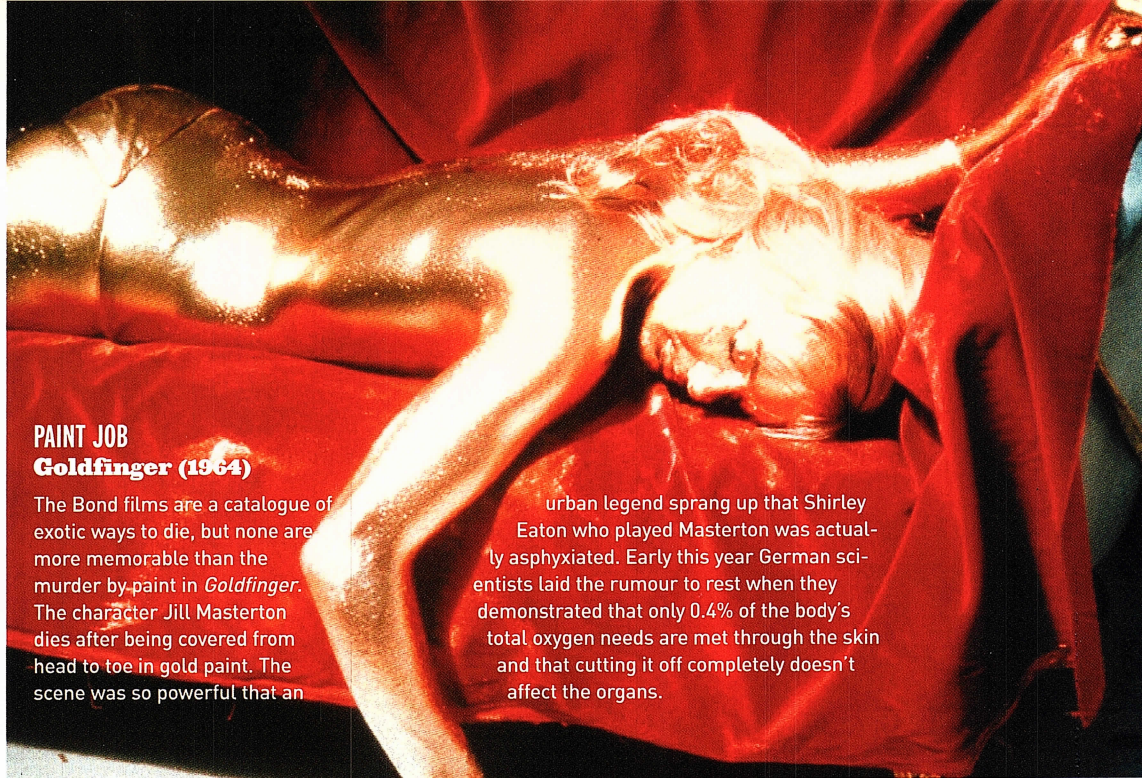 PAINT JOB
Goldfinger (1964)
The Bond films are a catalogue of
exotic ways to die, but none are
more memorable than the
murder by paint in Goldfinger.
The character Jill Masterton
dies after being covered from
head to toe in gold paint. The
scene was so powerful that an
urban legend sprang up that Shirley
Eaton who played Masterton was actual-
ly asphyxiated. Early this year German sci-
entists laid the rumour to rest when they
demonstrated that only 0.4% of the body's
total oxygen needs are met through the skin
and that cutting it off completely doesn't
affect the organs.